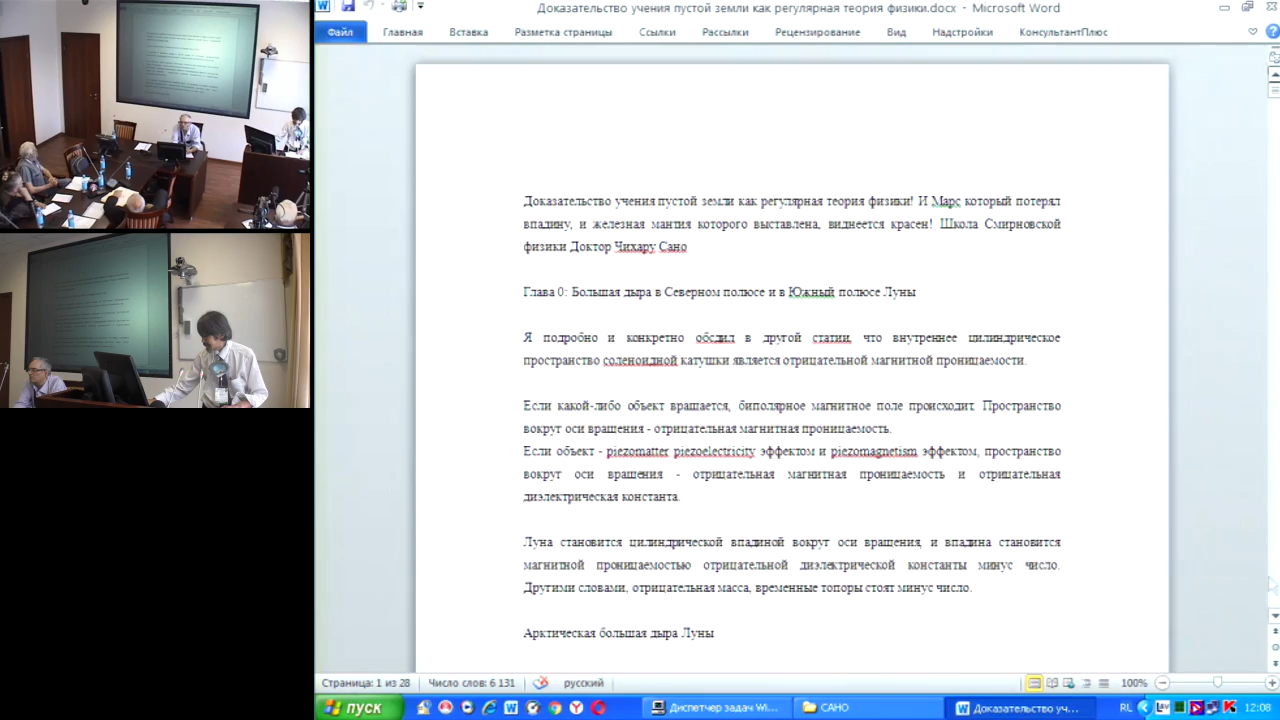 Доказательство учения пустой земли как регулярная теория физики.docx - Microsoft Word
Файл
Главная
Вставка
Разметка страницы
Ссылки
Рассылки
Рецензирование
Вид
Надстройки
КонсультантПлюс
Доказательство учения пустой земли как регулярная теория физики! И Марс который потерял
впадину, и железная мантия которого выставлена, виднеется красен! Школа Смирновской
физики Доктор Чихару Сано
Глава 0: Большая дыра в Северном полюсе и в Южный полюсе Луны
Я подробно и конкретно обсдил в другой статии, что внутреннее цилиндрическое
пространство соленоидной катушки является отрицательной магнитной проницаемости.
Если какой-либо объект вращается, биполярное магнитное поле происходит. Пространство
вокруг оси вращения - отрицательная магнитная проницаемость.
Если объект - piezomatter piezoelectricity эффектом и piezomagnetism эффектом, пространство
вокруг оси вращения - отрицательная магнитная проницаемость и отрицательная
диэлектрическая константа.
Луна становится цилиндрической впадиной вокруг оси вращения, и впадина становится
магнитной проницаемостью отрицательной диэлектрической константы минус число.
Другими словами, отрицательная масса, временные топоры стоят минус число.
Арктическая большая дыра Луны
Страница: 1 из 28
Число слов: 6 131
русский
100%
пуск
Диспетчер задач Wi...
САНО
Доказательство уч...
RL
12:08